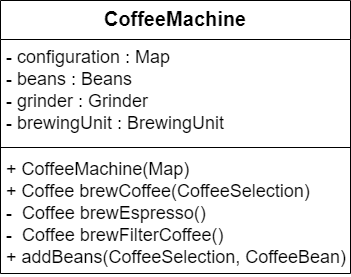 CoffeeMachine
- configuration : Map
- beans : Beans
- grinder : Grinder
- brewingUnit : BrewingUnit
+ CoffeeMachine(Map)
+ Coffee brewCoffee(CoffeeSelection)
- Coffee brewEspresso()
- Coffee brewFilterCoffee()
+ addBeans(CoffeeSelection, CoffeeBean)